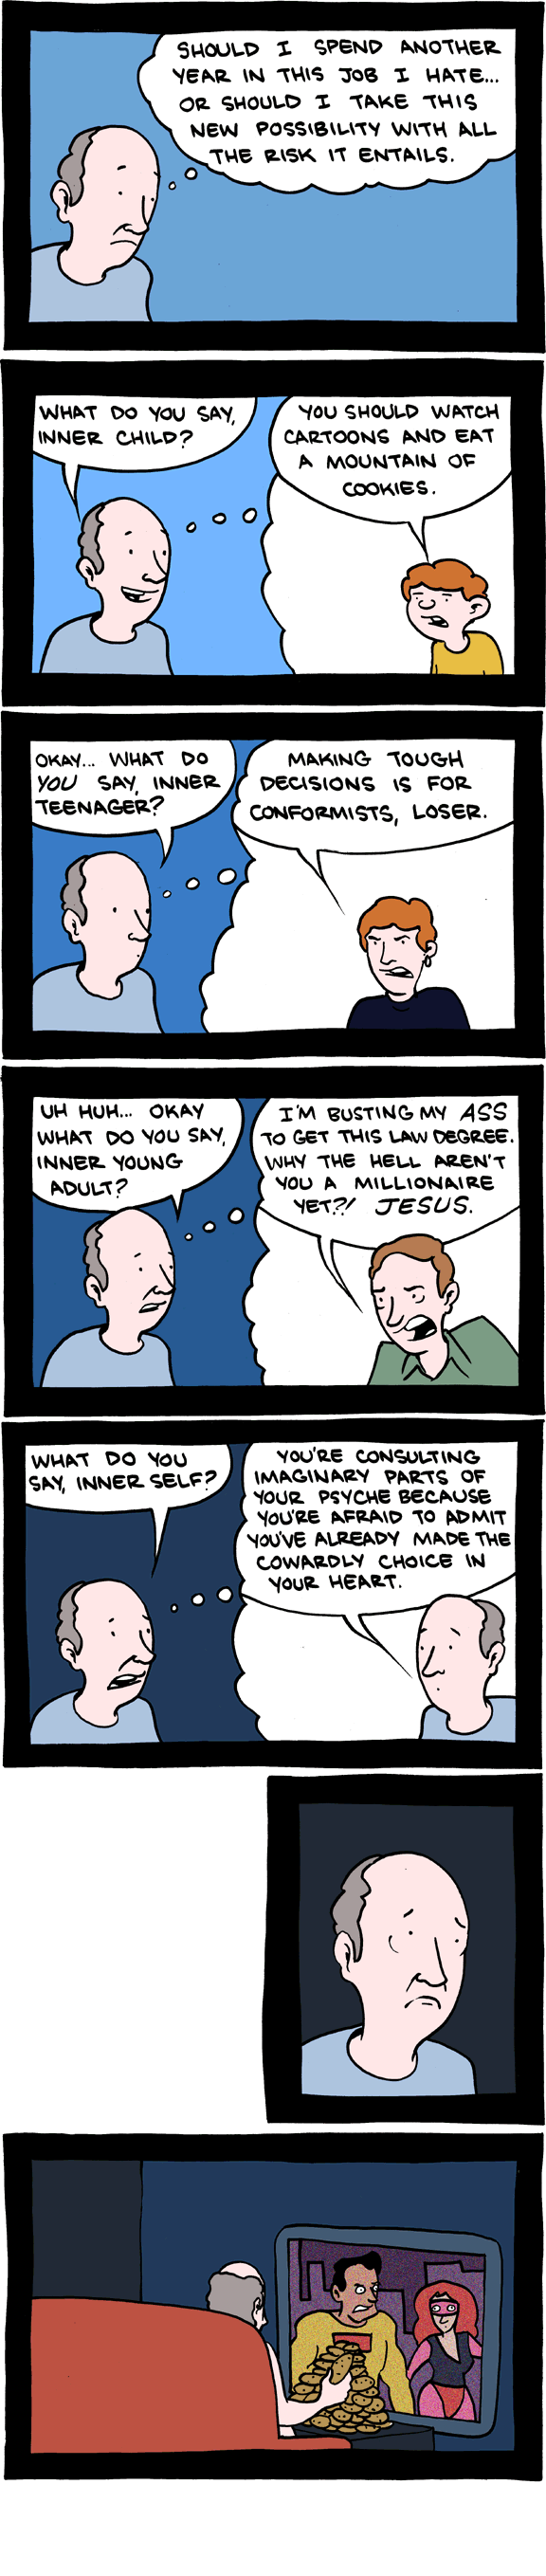 SHOULD I SPEND ANOTHER
YEAR IN THIS JOB I HATE...
OR SHOULD I TAKE THIS
NEW POSSIBILITY WITH ALL
THE RISK IT ENTAILS.
WHAT DO YOU SAY,
INNER CHILD?
YOU SHOULD WATCH
CARTOONS AND EAT
A MOUNTAIN OF
COOKIES.
OKAY... WHAT DO
YOU SAY, INNER
TEENAGER?
MAKING TOUGH
DECISIONS IS FOR
CONFORMISTS, LOSER.
UH HUH... OKAY
WHAT DO YOU SAY,
INNER YOUNG
ADULT?
I'M BUSTING MY ASS
TO GET THIS LAW DEGREE.
WHY THE HELL AREN'T
YOU A MILLIONAIRE
YET?! JESUS.
WHAT DO YOU
SAY, INNER SELF?
YOU'RE CONSULTING
IMAGINARY PARTS OF
YOUR PSYCHE BECAUSE
YOU'RE AFRAID TO ADMIT
YOU'VE ALREADY MADE THE
COWARDLY CHOICE IN
YOUR HEART.